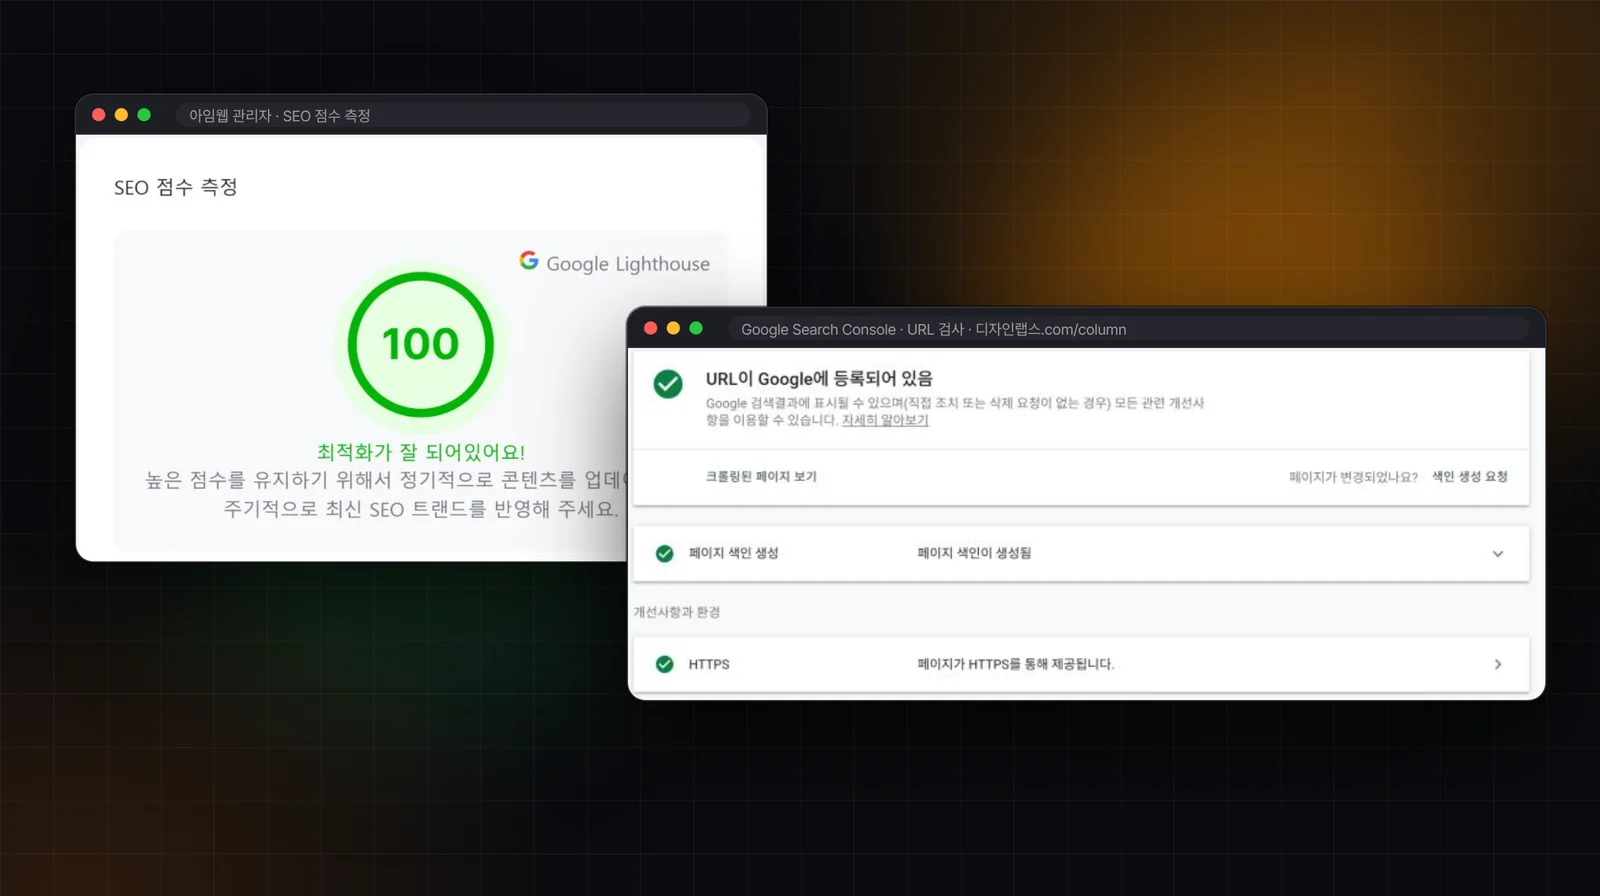 아임웹 관리자 · SEO 점수 측정
SEO 점수 측정
Google Lighthouse
100
최적화가 잘 되어있어요!
높은 점수를 유지하기 위해서 정기적으로 콘텐츠를
주기적으로 최신 SEO 트랜드를 반영해 주세요.
Google Search Console · URL 검사 · 디자인랩스.com/column
URL이 Google에 등록되어 있음
Google 검색결과에 표시될 수 있으며(직접 조치 또는 삭제 요청이 없는 경우) 모든 관련 개선사
항을 이용할 수 있습니다. 자세히 알아보기
크롤링된 페이지 보기
페이지가 변경되었나요? 색인 생성 요청
페이지 색인 생성
페이지 색인이 생성됨
개선사항과 환경
HTTPS
페이지가 HTTPS를 통해 제공됩니다.